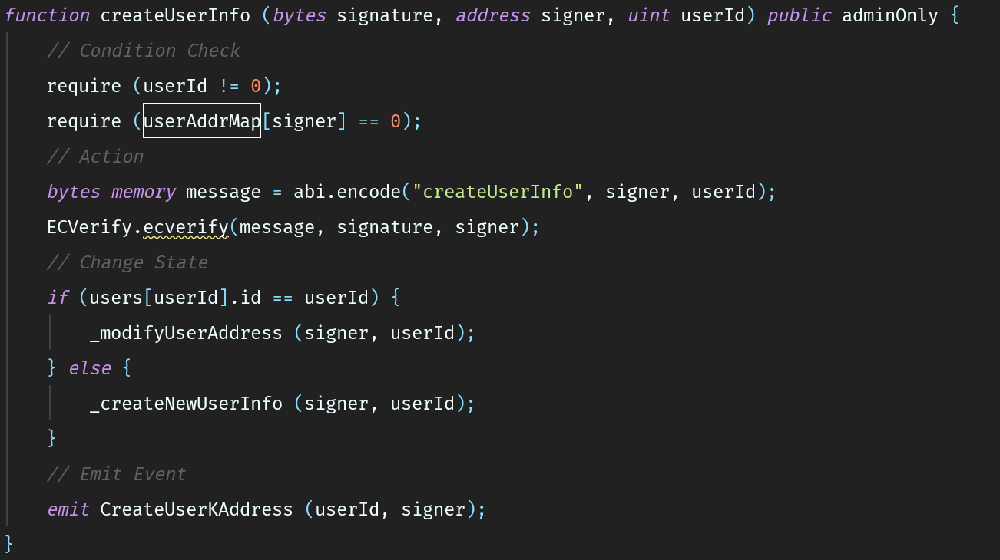 function createUserInfo (bytes signature, address signer, uint userId) public adminOnly {
// Condition Check
require (userId != 0);
require (userAddrMap[signer] == 0);
// Action
bytes memory message = abi.encode("createUserInfo", signer, userId);
ECVerify.ecverify(message, signature, signer);
// Change State
if (users[userId].id == userId) {
_modifyUserAddress (signer, userId);
} else {
_createNewUserInfo (signer, userId);
}
// Emit Event
emit CreateUserKAddress (userId, signer);
}